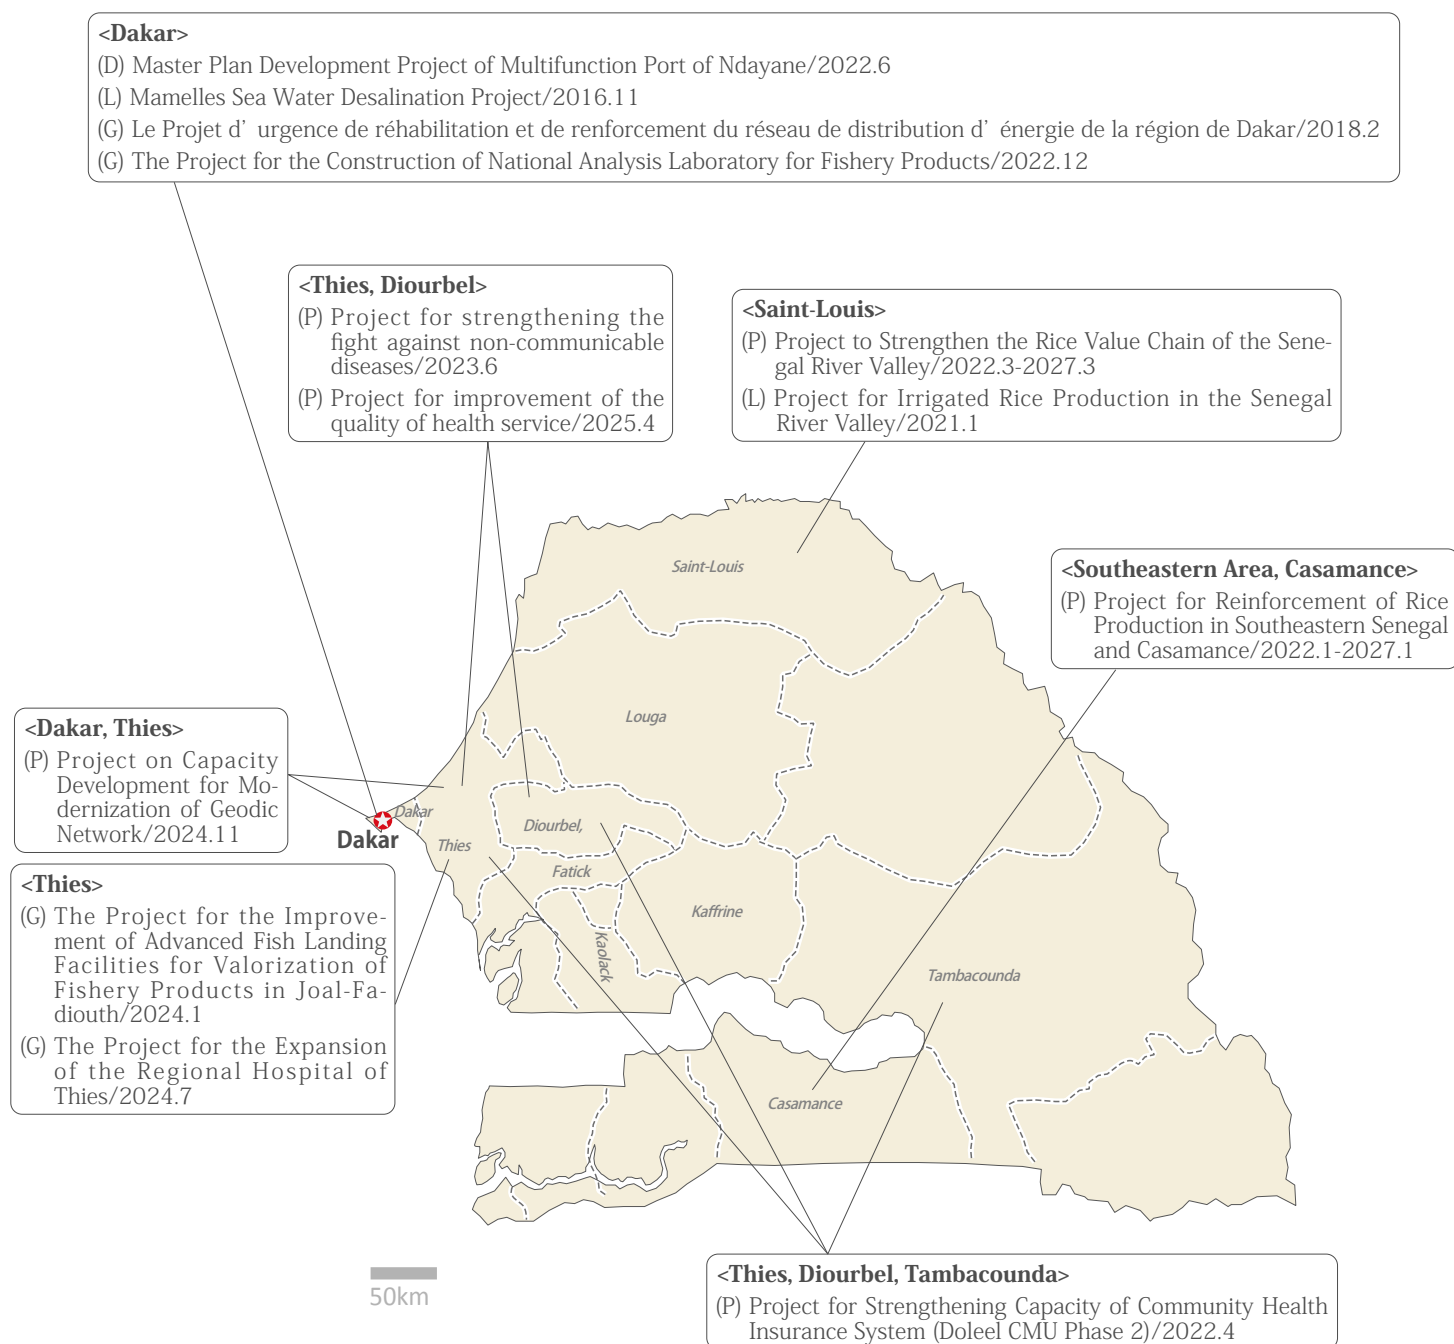 <Dakar>
(D) Master Plan Development Project of Multifunction Port of Ndayane/2022.6
(L) Mamelles Sea Water Desalination Project/2016.11
(G) Le Projet d’ urgence de réhabilitation et de renforcement du réseau de distribution d’ énergie de la région de Dakar/2018.2
(G) The Project for the Construction of National Analysis Laboratory for Fishery Products/2022.12
<Thies, Diourbel>
(P) Project for strengthening the
fight against non-communicable
diseases/2023.6
(P) Project for improvement of the
quality of health service/2025.4
<Saint-Louis>
(P) Project to Strengthen the Rice Value Chain of the Sene-
gal River Valley/2022.3-2027.3
(L) Project for Irrigated Rice Production in the Senegal
River Valley/2021.1
<Southeastern Area, Casamance>
(P) Project for Reinforcement of Rice
Production in Southeastern Senegal
and Casamance/2022.1-2027.1
<Dakar, Thies>
(P) Project on Capacity
Development for Mo-
dernization of Geodic
Network/2024.11
<Thies>
(G) The Project for the Improve-
ment of Advanced Fish Landing
Facilities for Valorization of
Fishery Products in Joal-Fa-
diouth/2024.1
(G) The Project for the Expansion
of the Regional Hospital of
Thies/2024.7
Saint-Louis
Louga
Dakar
Dakar
Thies
Diourbel,
Fatick
Kaolack
Kaffrine
Tambacounda
Casamance
50km
<Thies, Diourbel, Tambacounda>
(P) Project for Strengthening Capacity of Community Health
Insurance System (Doleel CMU Phase 2)/2022.4